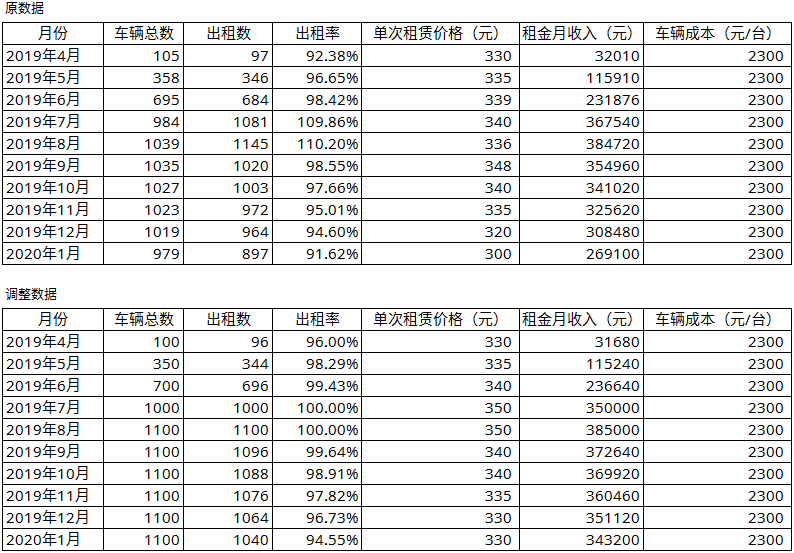 原数据
月份 车辆总数 出租数 出租率 单次租赁价格（元） 租金月收入（元） 车辆成本（元/台）
2019年4月 105 97 92.38% 330 32010 2300
2019年5月 358 346 96.65% 335 115910 2300
2019年6月 695 684 98.42% 339 231876 2300
2019年7月 984 1081 109.86% 340 367540 2300
2019年8月 1039 1145 110.20% 336 384720 2300
2019年9月 1035 1020 98.55% 348 354960 2300
2019年10月 1027 1003 97.66% 340 341020 2300
2019年11月 1023 972 95.01% 335 325620 2300
2019年12月 1019 964 94.60% 320 308480 2300
2020年1月 979 897 91.62% 300 269100 2300
调整数据
月份 车辆总数 出租数 出租率 单次租赁价格（元） 租金月收入（元） 车辆成本（元/台）
2019年4月 100 96 96.00% 330 31680 2300
2019年5月 350 344 98.29% 335 115240 2300
2019年6月 700 696 99.43% 340 236640 2300
2019年7月 1000 1000 100.00% 350 350000 2300
2019年8月 1100 1100 100.00% 350 385000 2300
2019年9月 1100 1096 99.64% 340 372640 2300
2019年10月 1100 1088 98.91% 340 369920 2300
2019年11月 1100 1076 97.82% 335 360460 2300
2019年12月 1100 1064 96.73% 330 351120 2300
2020年1月 1100 1040 94.55% 330 343200 2300